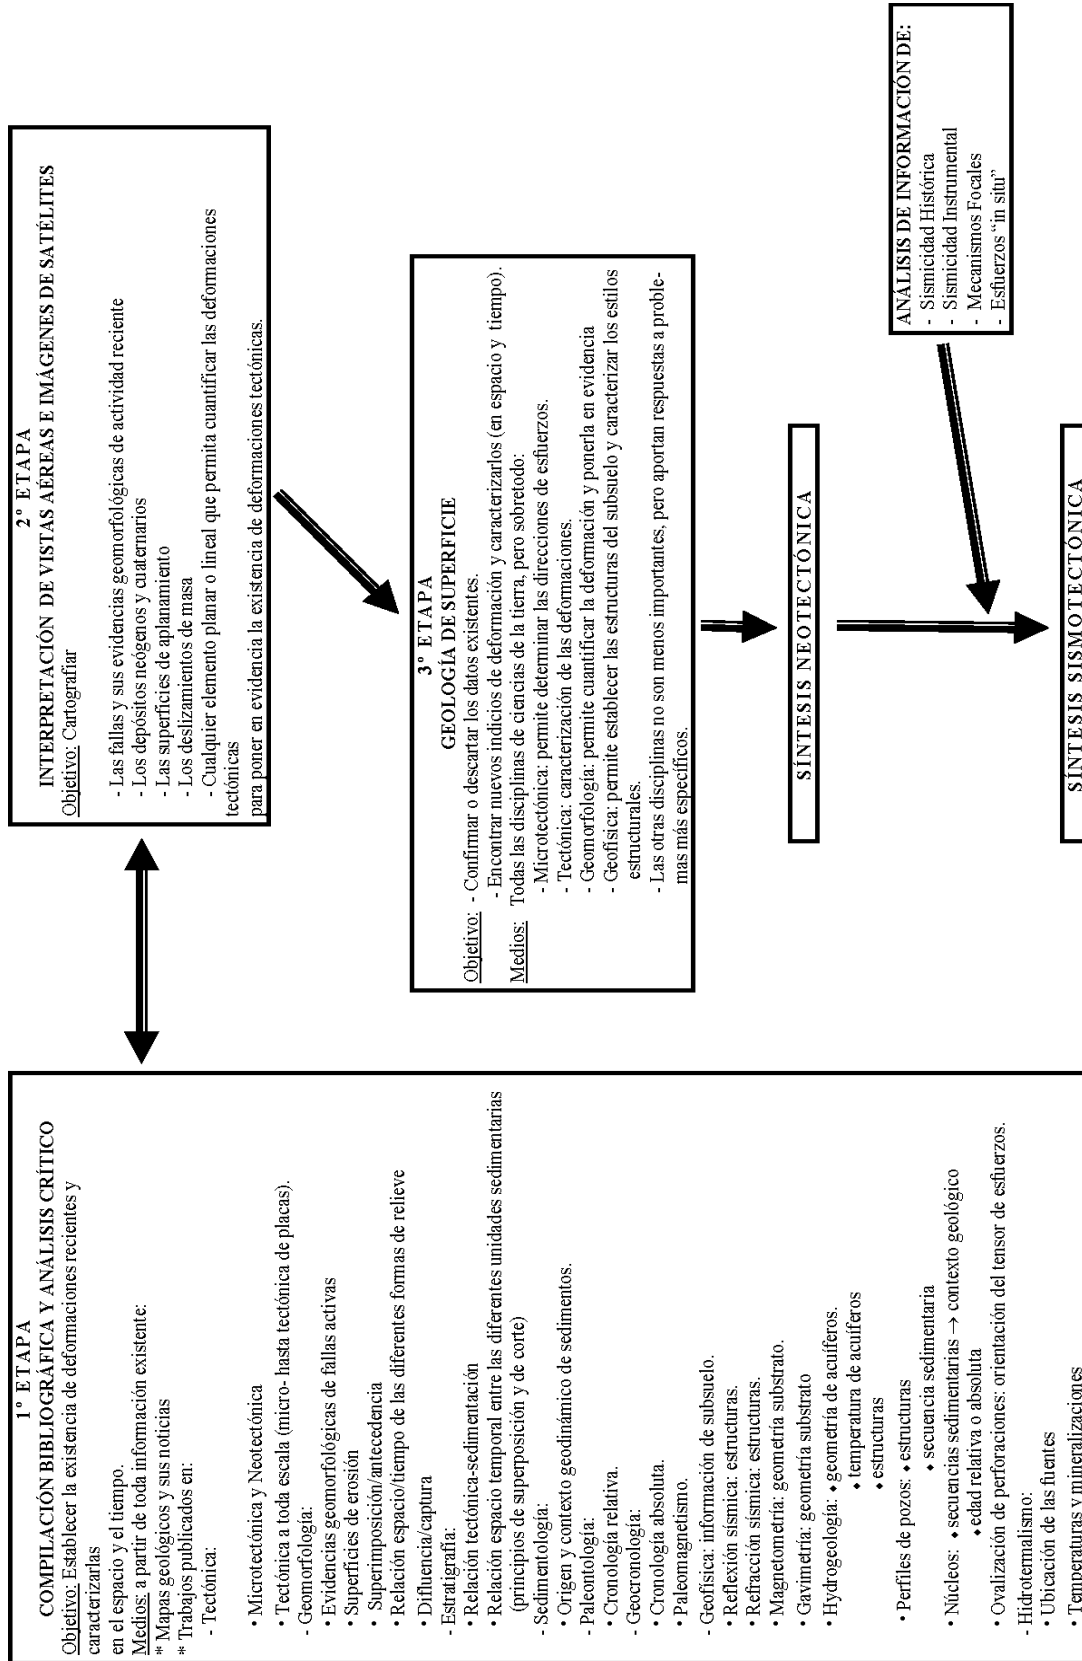 1º ETAPA
COMPILACIÓN BIBLIOGRÁFICA Y ANÁLISIS CRÍTICO
Objetivo: Establecer la existencia de deformaciones recientes y
caracterizarlas
en el espacio y el tiempo.
Medios: a partir de toda información existente:
* Mapas geológicos y sus noticias
* Trabajos publicados en:
- Tectónica:
• Microtectónica y Neotectónica
• Tectónica a toda escala (micro- hasta tectónica de placas).
- Geomorfología:
• Evidencias geomorfológicas de fallas activas
• Superficies de erosión
• Superimposición/antecedencia
• Relación espacio/tiempo de las diferentes formas de relieve
• Difluencia/captura
- Estratigrafía:
• Relación tectónica-sedimentación
• Relación espacio temporal entre las diferentes unidades sedimentarias
(principios de superposición y de corte)
- Sedimentología:
• Origen y contexto geodinámico de sedimentos.
- Paleontología:
• Cronología relativa.
- Geocronología:
• Cronología absoluta.
• Paleomagnetismo.
- Geofísica: información de subsuelo.
• Reflexión sísmica: estructuras.
• Refracción sísmica: estructuras.
• Magnetometría: geometría substrato.
• Gavimetría: geometría substrato
• Hydrogeología: ♦ geometría de acuíferos.
♦ temperatura de acuíferos
♦ estructuras
• Perfiles de pozos: ♦ estructuras
♦ secuencia sedimentaria
• Núcleos: ♦ secuencias sedimentarias → contexto geológico
♦ edad relativa o absoluta
• Ovalización de perforaciones: orientación del tensor de esfuerzos.
- Hidrotermalismo:
• Ubicación de las fuentes
• Temperaturas y mineralizaciones
2º ETAPA
INTERPRETACIÓN DE VISTAS AÉREAS E IMÁGENES DE SATÉLITES
Objetivo: Cartografiar
- Las fallas y sus evidencias geomorfológicas de actividad reciente
- Los depósitos neógenos y cuaternarios
- Las superficies de aplanamiento
- Los deslizamientos de masa
- Cualquier elemento planar o lineal que permita cuantificar las deformaciones
tectónicas
para poner en evidencia la existencia de deformaciones tectónicas.
3º ETAPA
GEOLOGÍA DE SUPERFICIE
Objetivo: - Confirmar o descartar los datos existentes.
- Encontrar nuevos indicios de deformación y caracterizarlos (en espacio y tiempo).
Medios: Todas las disciplinas de ciencias de la tierra, pero sobretodo:
- Microtectónica: permite determinar las direcciones de esfuerzos.
- Tectónica: caracterización de las deformaciones.
- Geomorfología: permite cuantificar la deformación y ponerla en evidencia
- Geofísica: permite establecer las estructuras del subsuelo y caracterizar los estilos
estructurales.
- Las otras disciplinas no son menos importantes, pero aportan respuestas a proble-
mas más específicos.
SÍNTESIS NEOTECTÓNICA
ANÁLISIS DE INFORMACIÓN DE:
- Sismicidad Histórica
- Sismicidad Instrumental
- Mecanismos Focales
- Esfuerzos “in situ”
SÍNTESIS SISMOTECTÓNICA